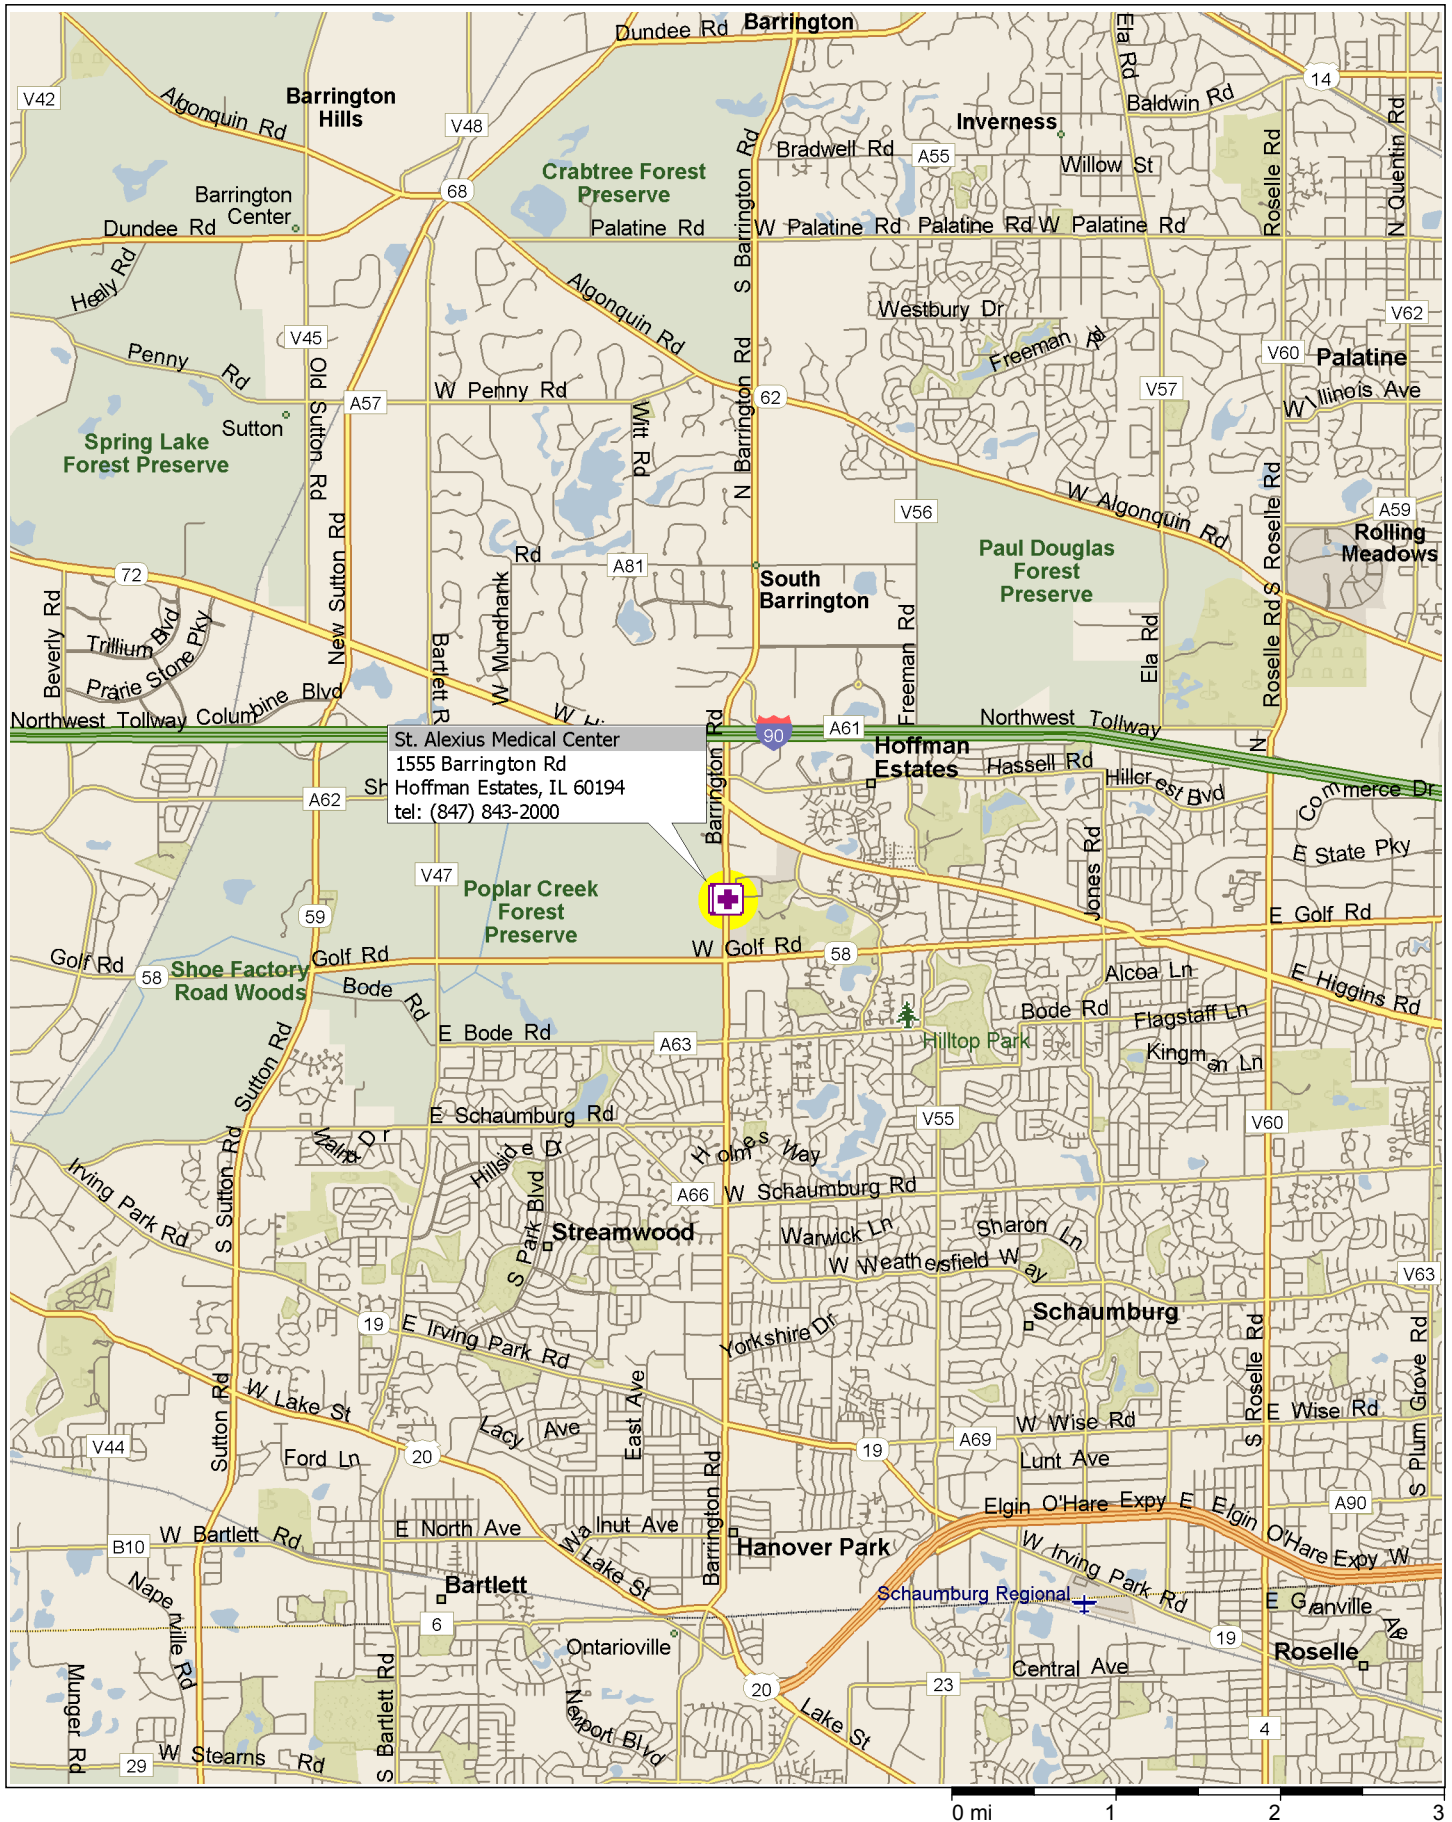 Dundee Rd
Barrington
Ela Rd
14
V42
Algonquin Rd
Barrington
Hills
V48
Baldwin Rd
N Quentin Rd
Inverness
Bradwell Rd
A55
Willow St
Roselle Rd
Crabtree Forest
Preserve
68
Barrington
Center
S Barrington Rd
Dundee Rd
Palatine Rd
W Palatine Rd
Palatine Rd
W Palatine Rd
Healy Rd
Algonquin Rd
Westbury Dr
Freeman Rd
V62
V45
Penny Rd
Old Sutton Rd
V60
Palatine
W Illinois Ave
A57
W Penny Rd
Witt Rd
N Barrington Rd
62
V57
Sutton
Spring Lake
Forest Preserve
W Algonquin Rd
V56
A59
Rolling
Meadows
S Roselle Rd
New Sutton Rd
Paul Douglas
Forest
Preserve
72
Rd
A81
South
Barrington
Beverly Rd
Trillium Blvd
Prairie Stone Pky
W Mundhank
Bartlett R
Freeman Rd
Ela Rd
Roselle Rd
Columbine Blvd
Northwest Tollway
W Hi
Barrington Rd
90
A61
Northwest Tollway
N
St. Alexius Medical Center
1555 Barrington Rd
Hoffman Estates, IL 60194
tel: (847) 843-2000
Hoffman
Estates
Hassell Rd
Hillcrest Blvd
Commerce Dr
A62
Sh
Jones Rd
E State Pky
V47
Poplar Creek
Forest
Preserve
59
E Golf Rd
W Golf Rd
58
Golf Rd
58
Shoe Factory
Road Woods
Golf Rd
Bode Rd
Alcoa Ln
E Higgins Rd
Bode Rd
Flagstaff Ln
E Bode Rd
A63
Hilltop Park
Kingman Ln
Sutton Rd
E Schaumburg Rd
V55
V60
Dr
Hillside Dr
Holmes Way
Irving Park Rd
S Sutton Rd
S Park Blvd
A66
W Schaumburg Rd
Streamwood
Warwick Ln
Sharon Ln
W Weathersfield Way
V63
Schaumburg
19
E Irving Park Rd
Yorkshire Dr
S Roselle Rd
S Plum Grove Rd
W Lake St
Sutton Rd
East Ave
Lacy Ave
W Wise Rd
E Wise Rd
V44
20
Ford Ln
19
A69
Lunt Ave
Barrington Rd
Elgin O'Hare Expy E
Elgin O'Hare Expy W
A90
W Bartlett Rd
B10
E North Ave
Walnut Ave
Hanover Park
W Irving Park Rd
Lake St
Naperville Rd
Bartlett
Schaumburg Regional
E Granville Ave
6
Ontarioville
19
Roselle
Munger Rd
S Bartlett Rd
Newport Blvd
Central Ave
20
23
Lake St
4
29
W Stearns Rd
0 mi
1
2
3